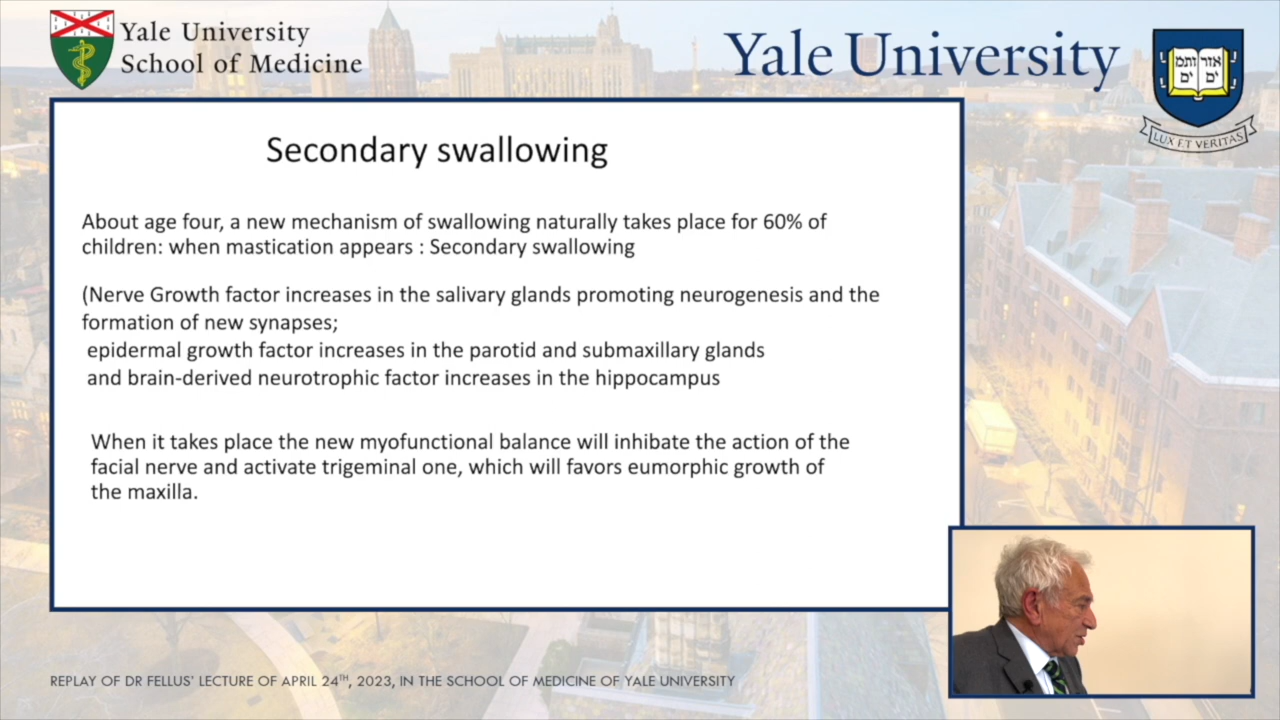 Yale University
School of Medicine
Yale University
LUX ET VERITAS
Secondary swallowing
About age four, a new mechanism of swallowing naturally takes place for 60% of
children: when mastication appears : Secondary swallowing
(Nerve Growth factor increases in the salivary glands promoting neurogenesis and the
formation of new synapses;
epidermal growth factor increases in the parotid and submaxillary glands
and brain-derived neurotrophic factor increases in the hippocampus
When it takes place the new myofunctional balance will inhibate the action of the
facial nerve and activate trigeminal one, which will favors eumorphic growth of
the maxilla.
REPLAY OF DR FELLUS' LECTURE OF APRIL 24TH, 2023, IN THE SCHOOL OF MEDICINE OF YALE UNIVERSITY